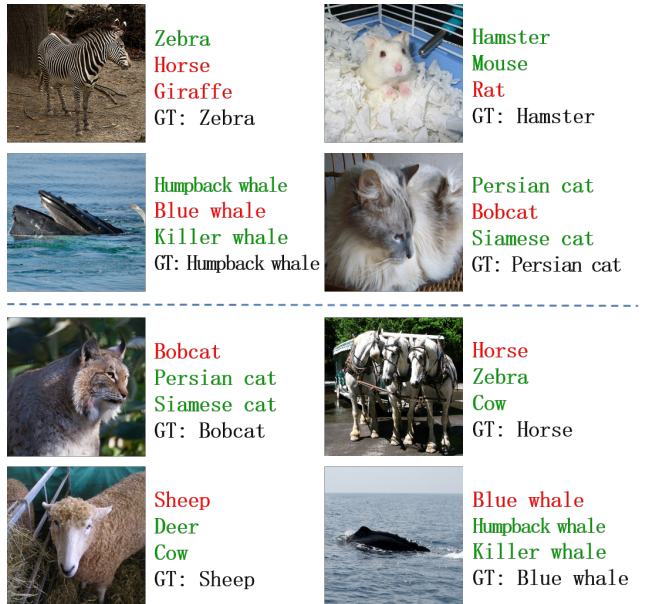 Zebra
Horse
Giraffe
GT: Zebra
Hamster
Mouse
Rat
GT: Hamster
Humpback whale
Blue whale
Killer whale
GT: Humpback whale
Persian cat
Bobcat
Siamese cat
GT: Persian cat
Bobcat
Persian cat
Siamese cat
GT: Bobcat
Horse
Zebra
Cow
GT: Horse
Sheep
Deer
Cow
GT: Sheep
Blue whale
Humpback whale
Killer whale
GT: Blue whale